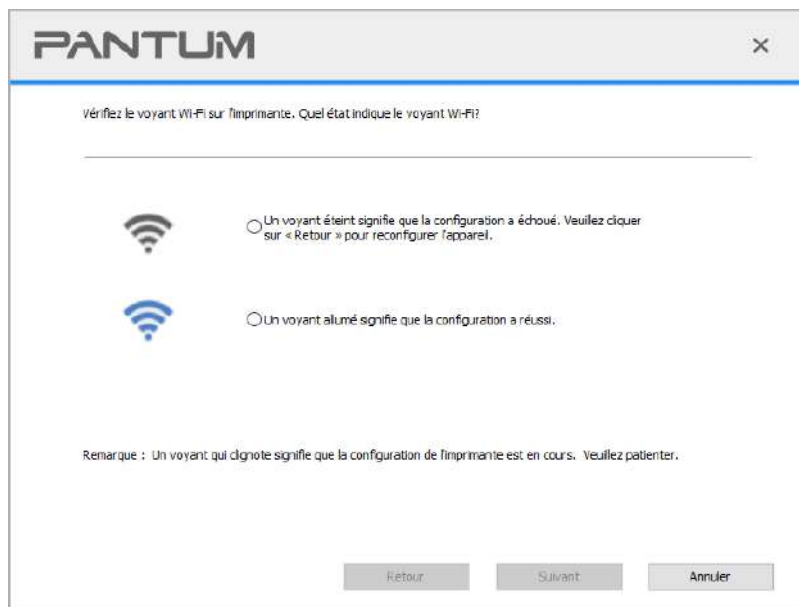 PANTUM
Vérifiez le voyant Wi-Fi sur l'imprimante. Quel état indique le voyant Wi-Fi?
Un voyant éteint signifie que la configuration a échoué. Veuillez cliquer
sur « Retour » pour reconfigurer l'appareil.
Un voyant allumé signifie que la configuration a réussi.
Remarque : Un voyant qui clignote signifie que la configuration de l'imprimante est en cours. Veuillez patienter.
Retour
Suivant
Annuler